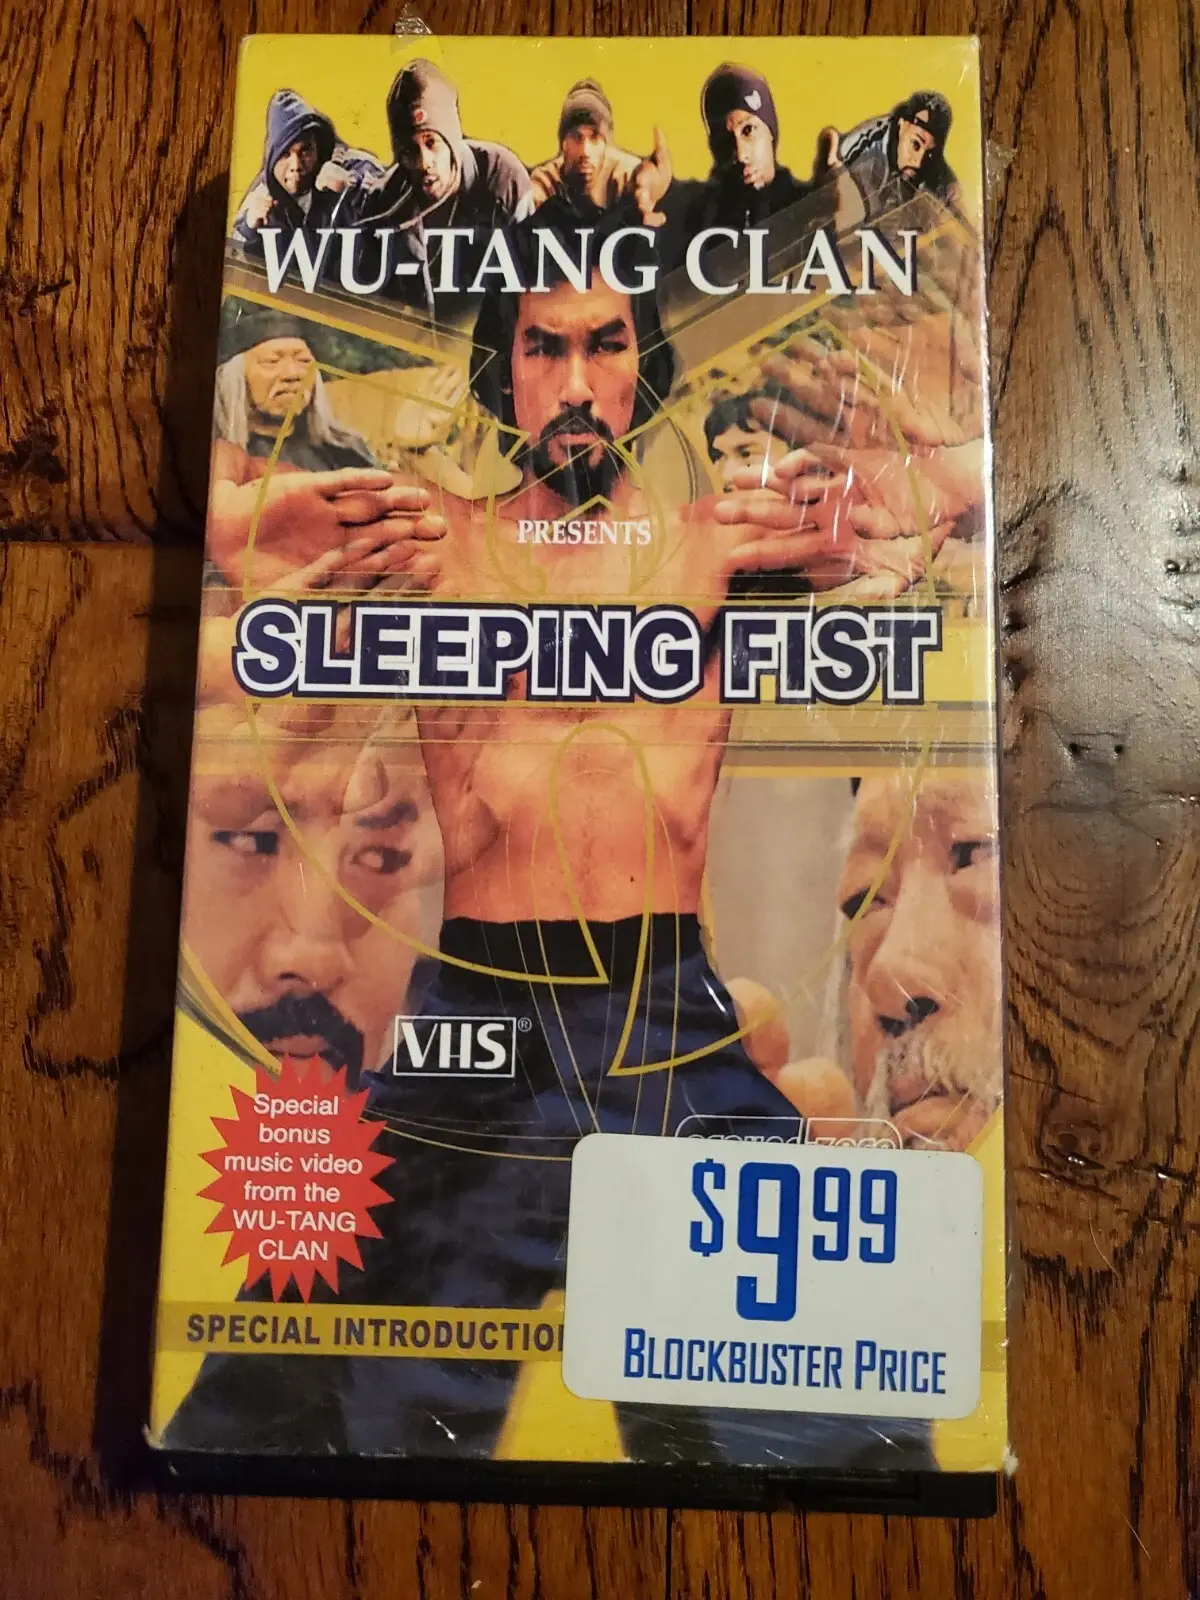 WU-TANG CLAN
PRESENTS
SLEEPING FIST
VHS®
Special
bonus
music video
from the
WU-TANG
CLAN
$9.99
BLOCKBUSTER PRICE
SPECIAL